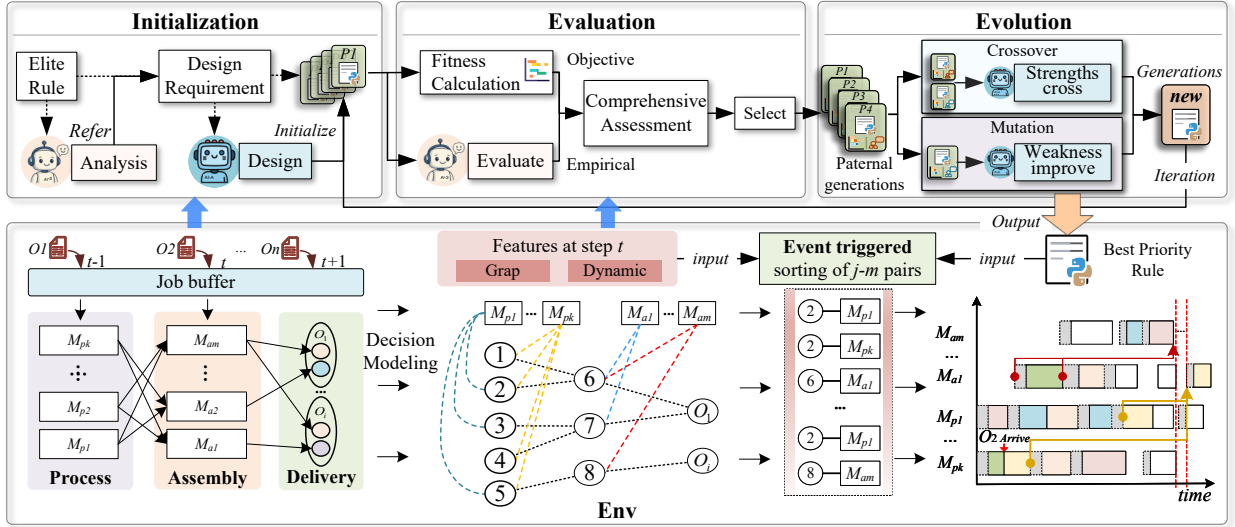 Initialization
Elite
Rule
Design
Requirement
P1
Refer
Analysis
Initialize
Design
AI-S
AI-A
Evaluation
Fitness
Calculation
Objective
Comprehensive
Assessment
Select
Evaluate
Empirical
AI-S
Evolution
P1
P2
P3
P4
Paternal
generations
Crossover
Strengths
cross
Mutation
Weakness
improve
Generations
new
Iteration
Output
O1
t-1
O2
t
...
On
t+1
Job buffer
Mpk
Mp2
Mp1
Process
Mam
Ma2
Ma1
Assembly
O1
...
Oi
Delivery
Decision
Modeling
Features at step t
Grap
Dynamic
input
Event triggered
sorting of j-m pairs
input
Best Priority
Rule
Mp1 ... Mpk
Ma1 ... Mam
1
2
3
4
5
6
7
8
O1
Oi
2 Mp1
2 Mpk
6 Ma1
...
2 Mp1
8 Mam
Mam
...
Ma1
Mp1
...
Mpk
O2 Arrive
...
time
Env